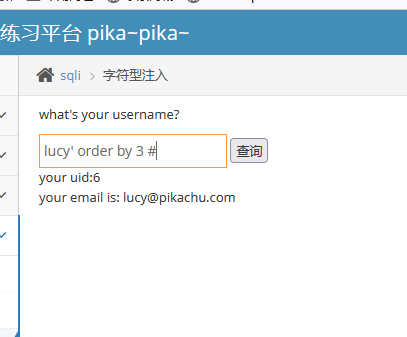 练习平台 pika~pika~
sqli > 字符型注入
what's your username?
lucy' order by 3 #
查询
your uid:6
your email is: lucy@pikachu.com